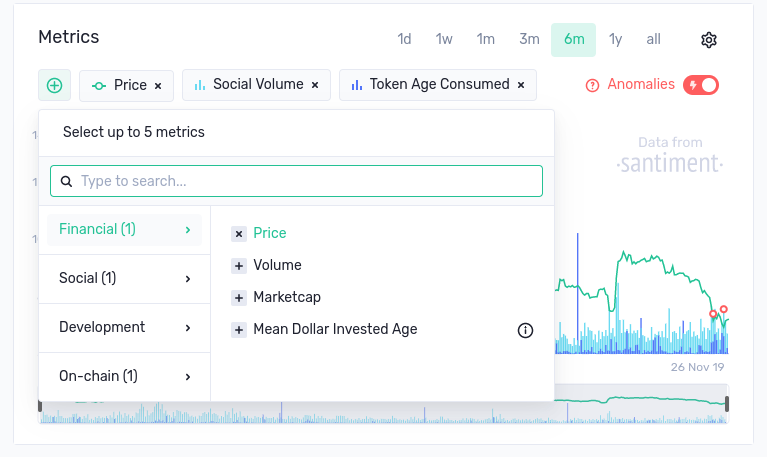 Metrics
1d 1w 1m 3m 6m 1y all
Price × Social Volume × Token Age Consumed × Anomalies
Select up to 5 metrics
Type to search...
Financial (1)
Social (1)
Development
On-chain (1)
Price
Volume
Marketcap
Mean Dollar Invested Age
Data from
·santiment·
26 Nov 19